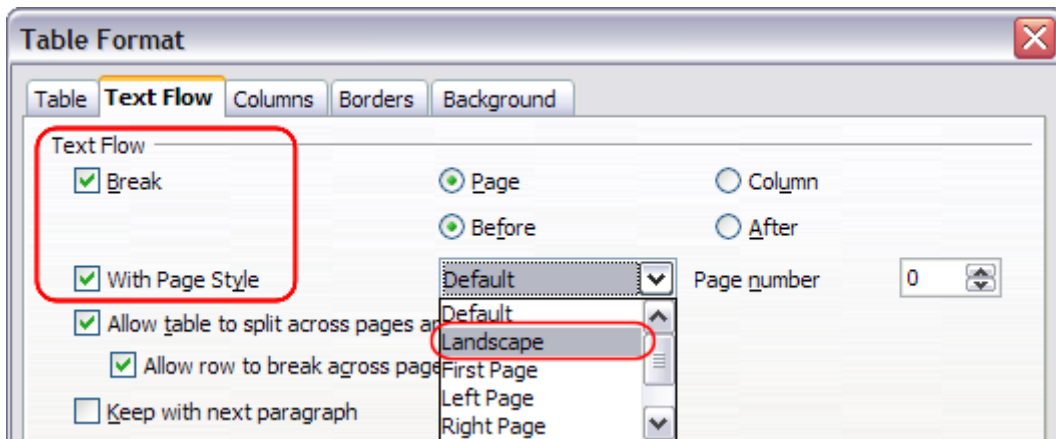 Table Format
Table Text Flow Columns Borders Background
Text Flow
Break Page Column
Before After
With Page Style Default Page number 0
Allow table to split across pages Default
Landscape
Allow row to break across
First Page
Left Page
Keep with next paragraph
Right Page